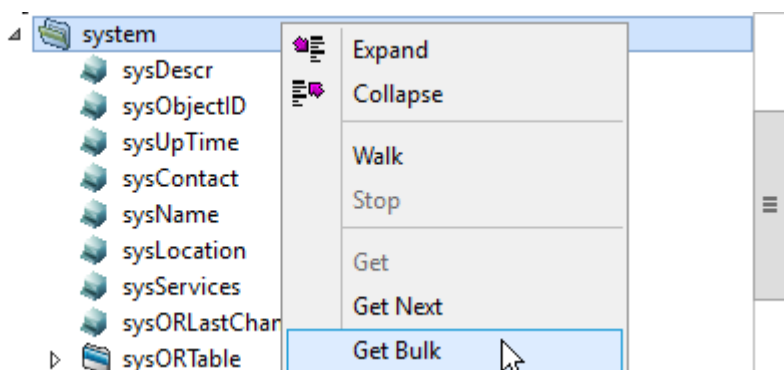 system
sysDescr
sysObjectID
sysUpTime
sysContact
sysName
sysLocation
sysServices
sysORLastChan
sysORTable
Expand
Collapse
Walk
Stop
Get
Get Next
Get Bulk